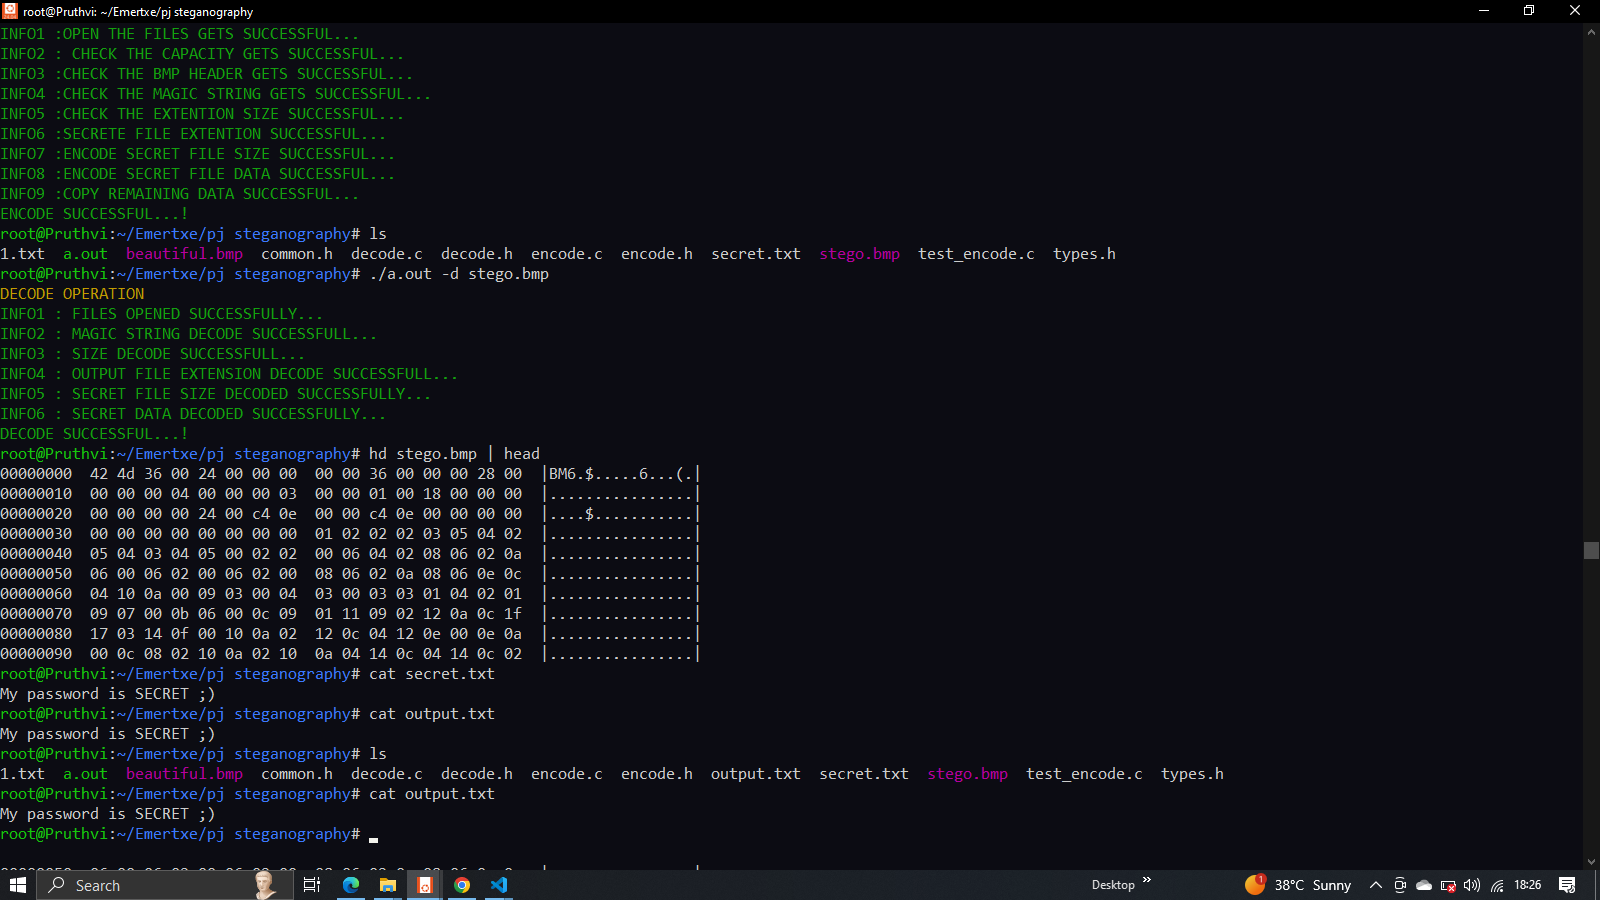 root@Pruthvi: ~/Emertxe/pj steganography
INFO1 :OPEN THE FILES GETS SUCCESSFUL...
INFO2 : CHECK THE CAPACITY GETS SUCCESSFUL...
INFO3 :CHECK THE BMP HEADER GETS SUCCESSFUL...
INFO4 :CHECK THE MAGIC STRING GETS SUCCESSFUL...
INFO5 :CHECK THE EXTENTION SIZE SUCCESSFUL...
INFO6 :SECRETE FILE EXTENTION SUCCESSFUL...
INFO7 :ENCODE SECRET FILE SIZE SUCCESSFUL...
INFO8 :ENCODE SECRET FILE DATA SUCCESSFUL...
INFO9 :COPY REMAINING DATA SUCCESSFUL...
ENCODE SUCCESSFUL...!
root@Pruthvi:~/Emertxe/pj steganography# ls
1.txt  a.out  beautiful.bmp  common.h  decode.c  decode.h  encode.c  encode.h  secret.txt  stego.bmp  test_encode.c  types.h
root@Pruthvi:~/Emertxe/pj steganography# ./a.out -d stego.bmp
DECODE OPERATION
INFO1 : FILES OPENED SUCCESSFULLY...
INFO2 : MAGIC STRING DECODE SUCCESSFULL...
INFO3 : SIZE DECODE SUCCESSFULL...
INFO4 : OUTPUT FILE EXTENSION DECODE SUCCESSFULL...
INFO5 : SECRET FILE SIZE DECODED SUCCESSFULLY...
INFO6 : SECRET DATA DECODED SUCCESSFULLY...
DECODE SUCCESSFUL...!
root@Pruthvi:~/Emertxe/pj steganography# hd stego.bmp | head
00000000  42 4d 36 00 24 00 00 00  00 00 36 00 00 00 28 00  |BM6.$.....6...(.|
00000010  00 00 00 04 00 00 00 03  00 00 01 00 18 00 00 00  |................|
00000020  00 00 00 00 24 00 c4 0e  00 00 c4 0e 00 00 00 00  |....$...........|
00000030  00 00 00 00 00 00 00 00  01 02 02 02 03 05 04 02  |................|
00000040  05 04 03 04 05 00 02 02  00 06 04 02 08 06 02 0a  |................|
00000050  06 00 06 02 00 06 02 00  08 06 02 0a 08 06 0e 0c  |................|
00000060  04 10 0a 00 09 03 00 04  03 00 03 03 01 04 02 01  |................|
00000070  09 07 00 0b 06 00 0c 09  01 11 09 02 12 0a 0c 1f  |................|
00000080  17 03 14 0f 00 10 0a 02  12 0c 04 12 0e 00 0e 0a  |................|
00000090  00 0c 08 02 10 0a 02 10  0a 04 14 0c 04 14 0c 02  |................|
root@Pruthvi:~/Emertxe/pj steganography# cat secret.txt
My password is SECRET ;)
root@Pruthvi:~/Emertxe/pj steganography# cat output.txt
My password is SECRET ;)
root@Pruthvi:~/Emertxe/pj steganography# ls
1.txt  a.out  beautiful.bmp  common.h  decode.c  decode.h  encode.c  encode.h  output.txt  secret.txt  stego.bmp  test_encode.c  types.h
root@Pruthvi:~/Emertxe/pj steganography# cat output.txt
My password is SECRET ;)
root@Pruthvi:~/Emertxe/pj steganography#
Search
Desktop
1
38°C Sunny
18:26